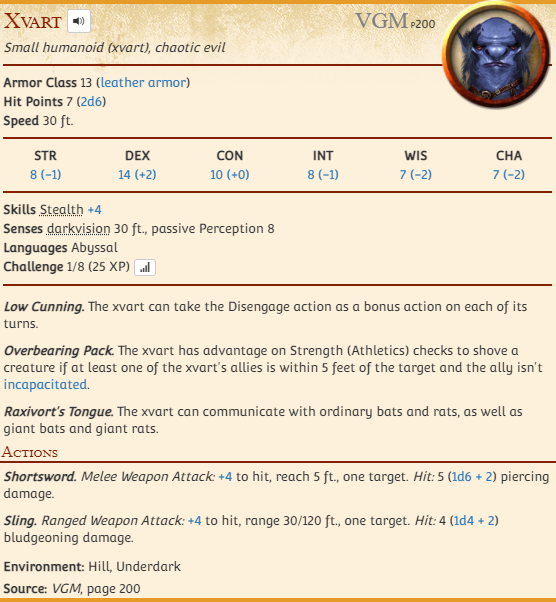 Xvart
VGM P200
Small humanoid (xvart), chaotic evil
Armor Class 13 (leather armor)
Hit Points 7 (2d6)
Speed 30 ft.
STR DEX CON INT WIS CHA
8 (−1) 14 (+2) 10 (+0) 8 (−1) 7 (−2) 7 (−2)
Skills Stealth +4
Senses darkvision 30 ft., passive Perception 8
Languages Abyssal
Challenge 1/8 (25 XP)
Low Cunning. The xvart can take the Disengage action as a bonus action on each of its
turns.
Overbearing Pack. The xvart has advantage on Strength (Athletics) checks to shove a
creature if at least one of the xvart's allies is within 5 feet of the target and the ally isn't
incapacitated.
Raxivort's Tongue. The xvart can communicate with ordinary bats and rats, as well as
giant bats and giant rats.
Actions
Shortsword. Melee Weapon Attack: +4 to hit, reach 5 ft., one target. Hit: 5 (1d6 + 2) piercing
damage.
Sling. Ranged Weapon Attack: +4 to hit, range 30/120 ft., one target. Hit: 4 (1d4 + 2)
bludgeoning damage.
Environment: Hill, Underdark
Source: VGM, page 200